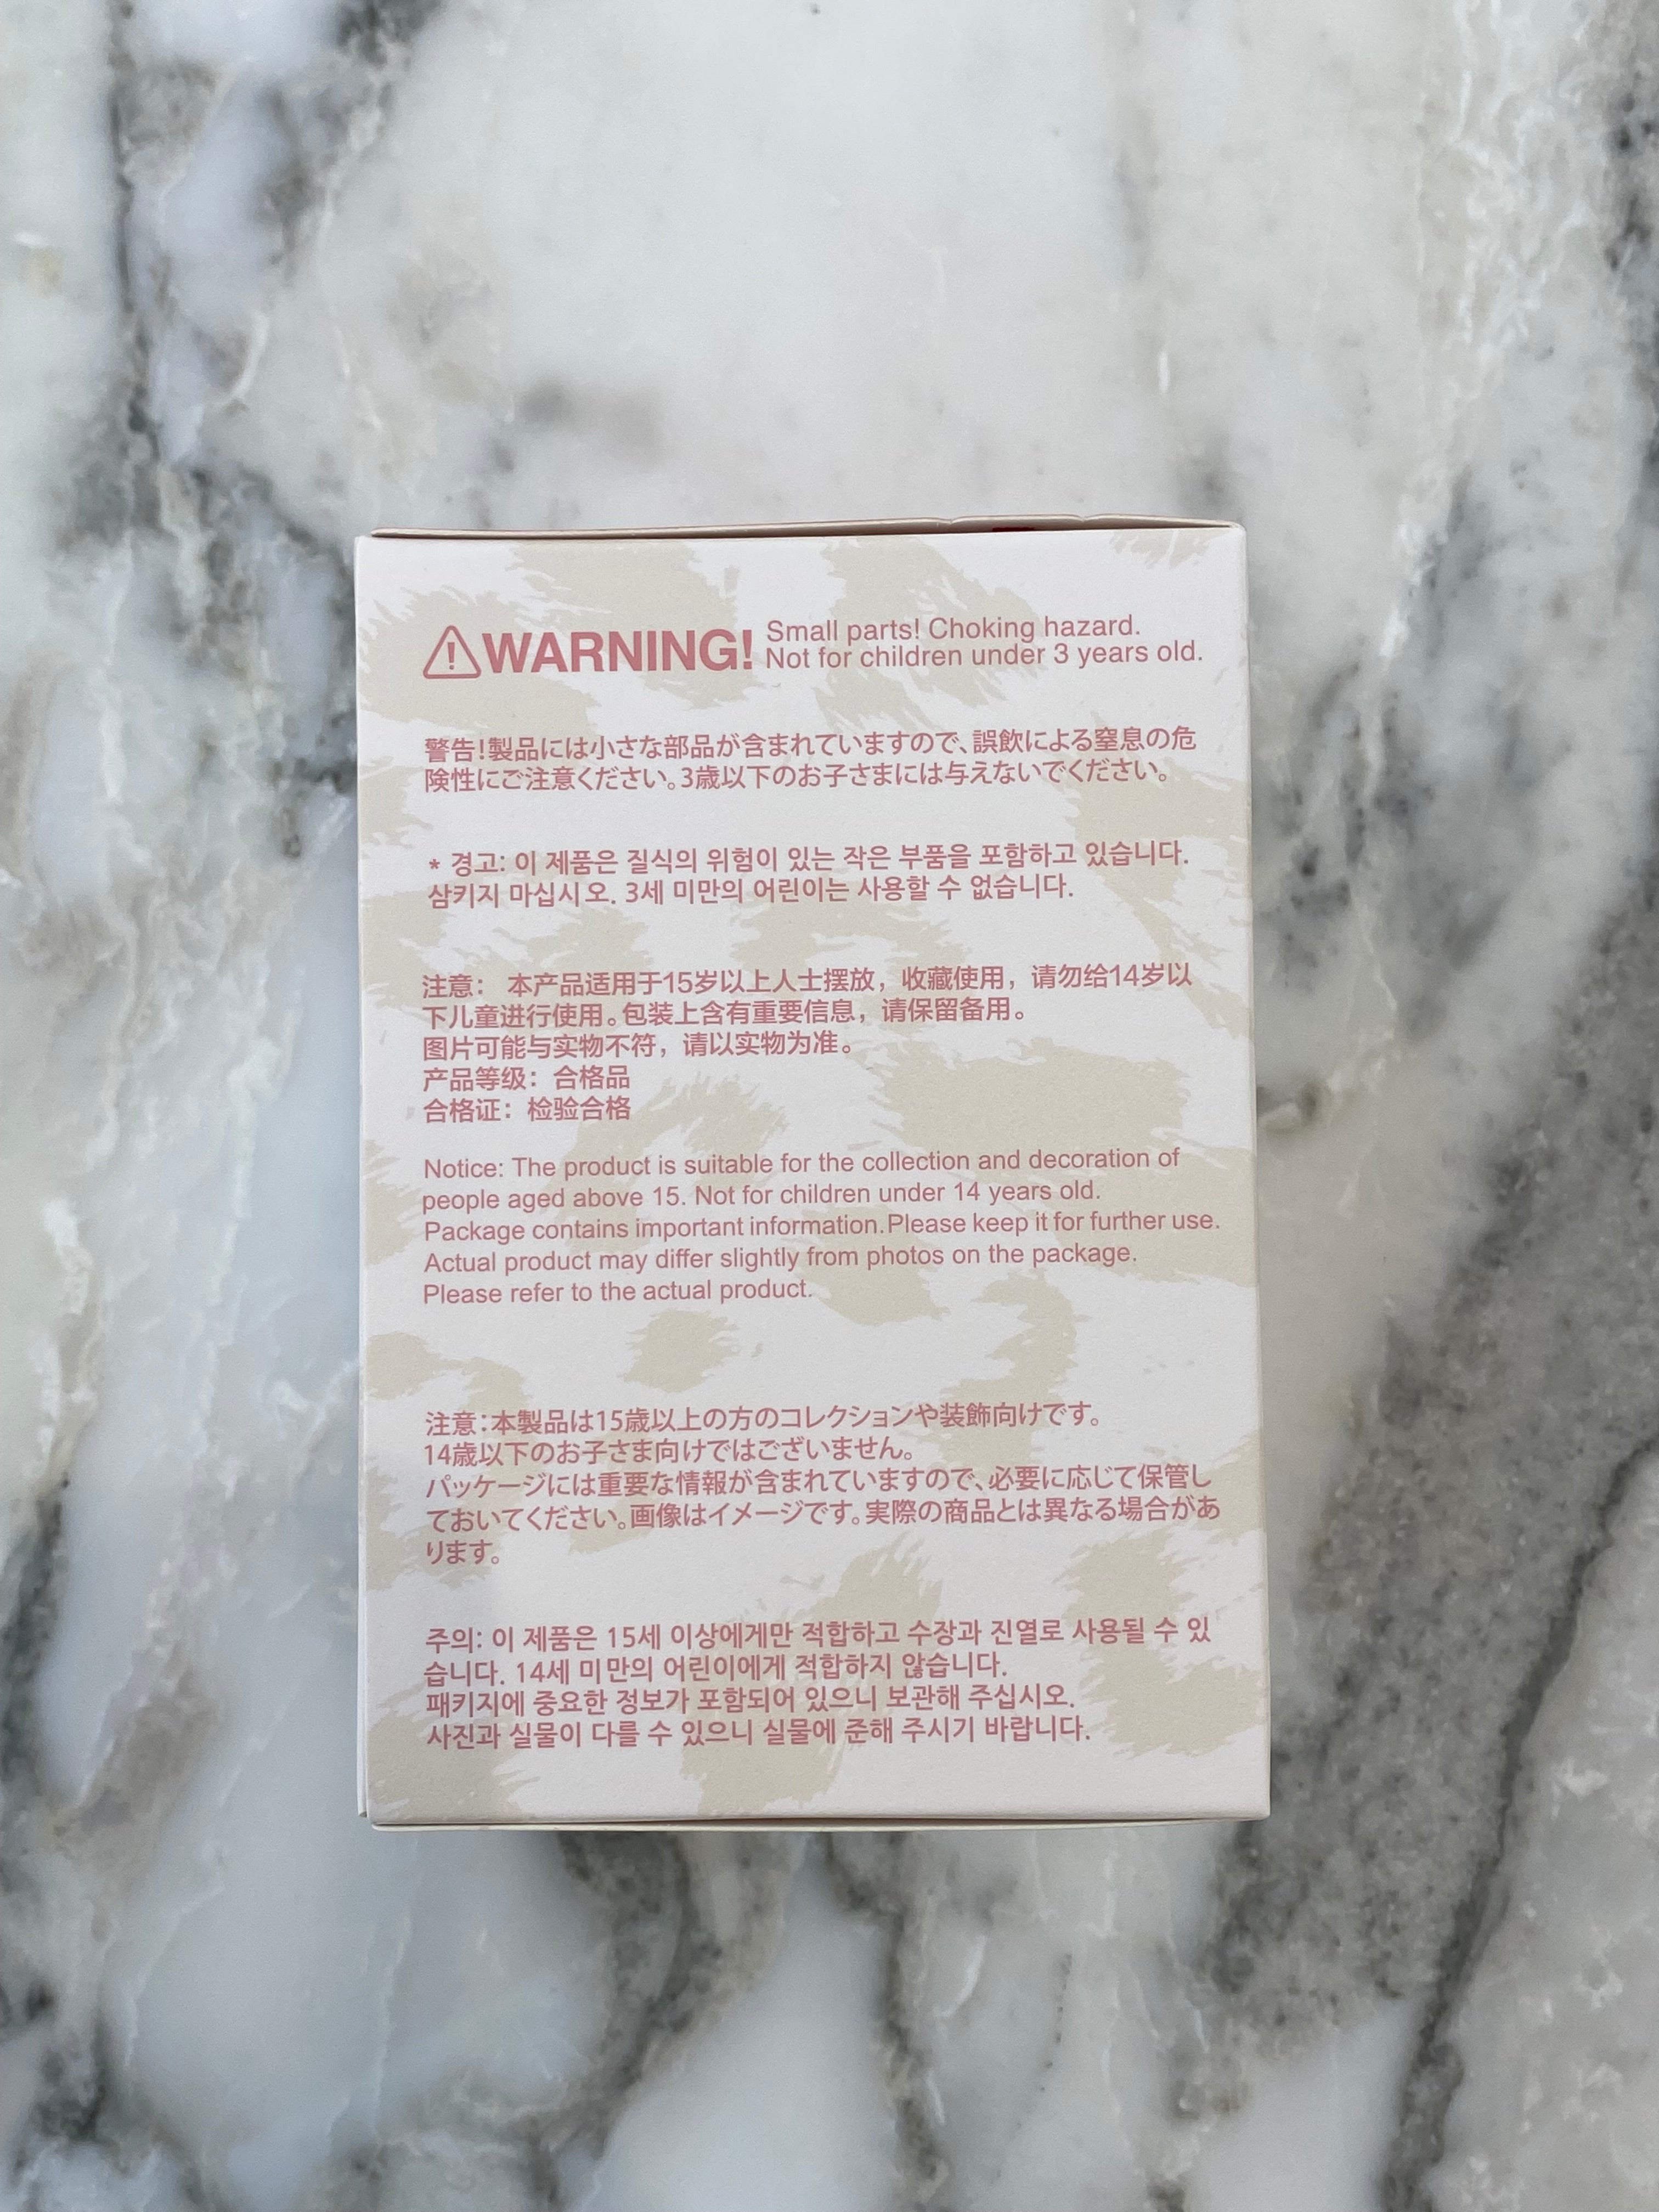 WARNING! Small parts! Choking hazard.
Not for children under 3 years old.
警告!製品には小さな部品が含まれていますので、誤飲による窒息の危
険性にご注意ください。3歳以下のお子さまには与えないでください。
* 경고: 이 제품은 질식의 위험이 있는 작은 부품을 포함하고 있습니다.
삼키지 마십시오. 3세 미만의 어린이는 사용할 수 없습니다.
注意： 本产品适用于15岁以上人士摆放，收藏使用，请勿给14岁以
下儿童进行使用。包装上含有重要信息，请保留备用。
图片可能与实物不符，请以实物为准。
产品等级：合格品
合格证：检验合格
Notice: The product is suitable for the collection and decoration of
people aged above 15. Not for children under 14 years old.
Package contains important information. Please keep it for further use.
Actual product may differ slightly from photos on the package.
Please refer to the actual product.
注意:本製品は15歳以上の方のコレクションや装飾向けです。
14歳以下のお子さま向けではございません。
パッケージには重要な情報が含まれていますので、必要に応じて保管し
ておいてください。画像はイメージです。実際の商品とは異なる場合があ
ります。
주의: 이 제품은 15세 이상에게만 적합하고 수장과 진열로 사용될 수 있
습니다. 14세 미만의 어린이에게 적합하지 않습니다.
패키지에 중요한 정보가 포함되어 있으니 보관해 주십시오.
사진과 실물이 다를 수 있으니 실물에 준해 주시기 바랍니다.